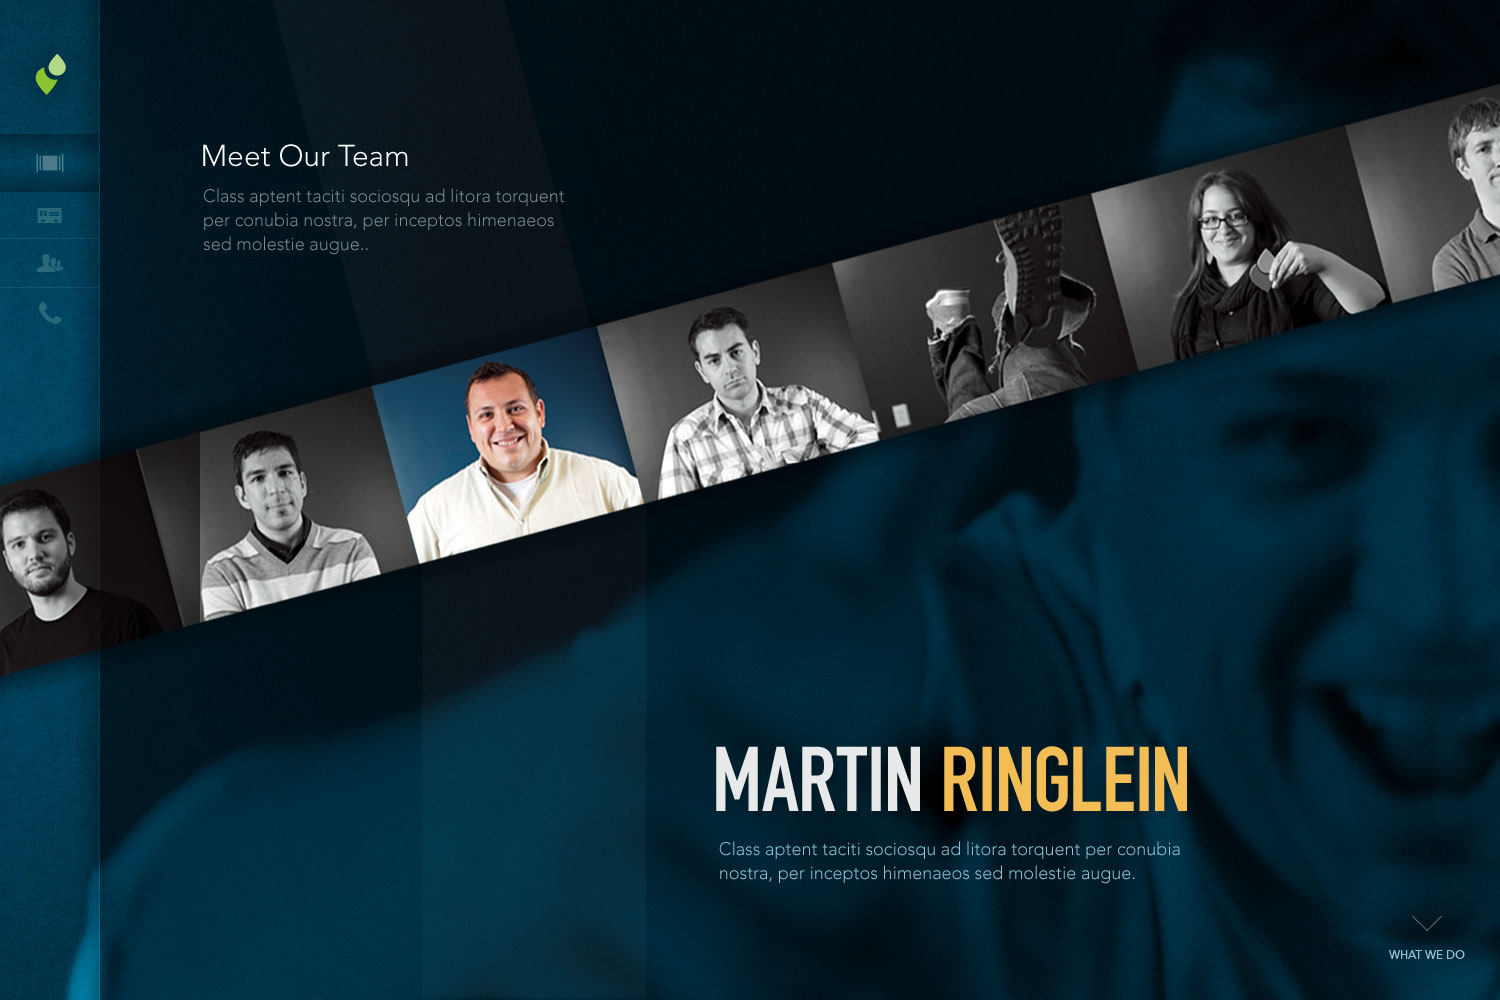 Meet Our Team
Class aptent taciti sociosqu ad litora torquent
per conubia nostra, per inceptos himenaeos
sed molestie augue..
MARTIN RINGLEIN
Class aptent taciti sociosqu ad litora torquent per conubia
nostra, per inceptos himenaeos sed molestie augue.
WHAT WE DO